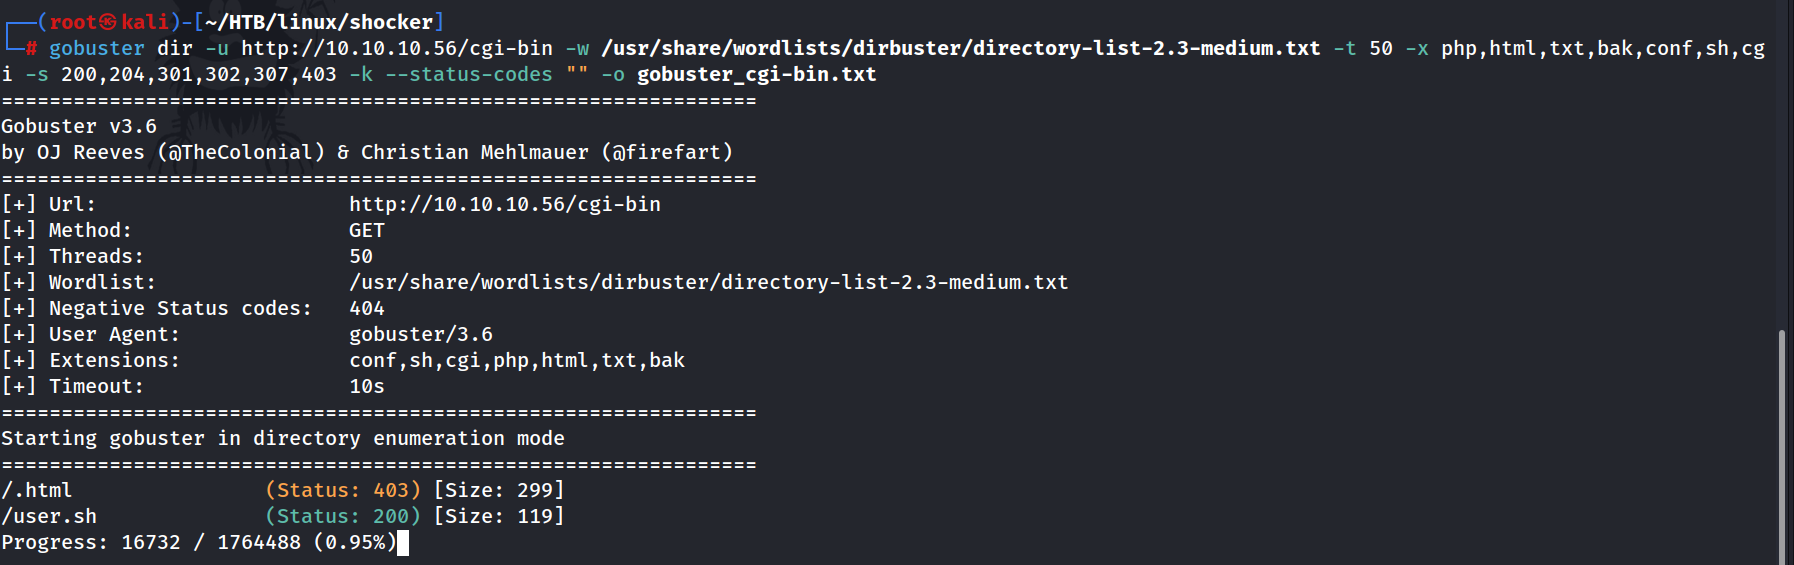 ┌──(root㉿kali)-[~/HTB/linux/shocker]
└─# gobuster dir -u http://10.10.10.56/cgi-bin -w /usr/share/wordlists/dirbuster/directory-list-2.3-medium.txt -t 50 -x php,html,txt,bak,conf,sh,cg
i -s 200,204,301,302,307,403 -k --status-codes "" -o gobuster_cgi-bin.txt
===============================================================
Gobuster v3.6
by OJ Reeves (@TheColonial) & Christian Mehlmauer (@firefart)
===============================================================
[+] Url:                     http://10.10.10.56/cgi-bin
[+] Method:                  GET
[+] Threads:                 50
[+] Wordlist:                /usr/share/wordlists/dirbuster/directory-list-2.3-medium.txt
[+] Negative Status codes:   404
[+] User Agent:              gobuster/3.6
[+] Extensions:              conf,sh,cgi,php,html,txt,bak
[+] Timeout:                 10s
===============================================================
Starting gobuster in directory enumeration mode
===============================================================
/.html                (Status: 403) [Size: 299]
/user.sh              (Status: 200) [Size: 119]
Progress: 16732 / 1764488 (0.95%)